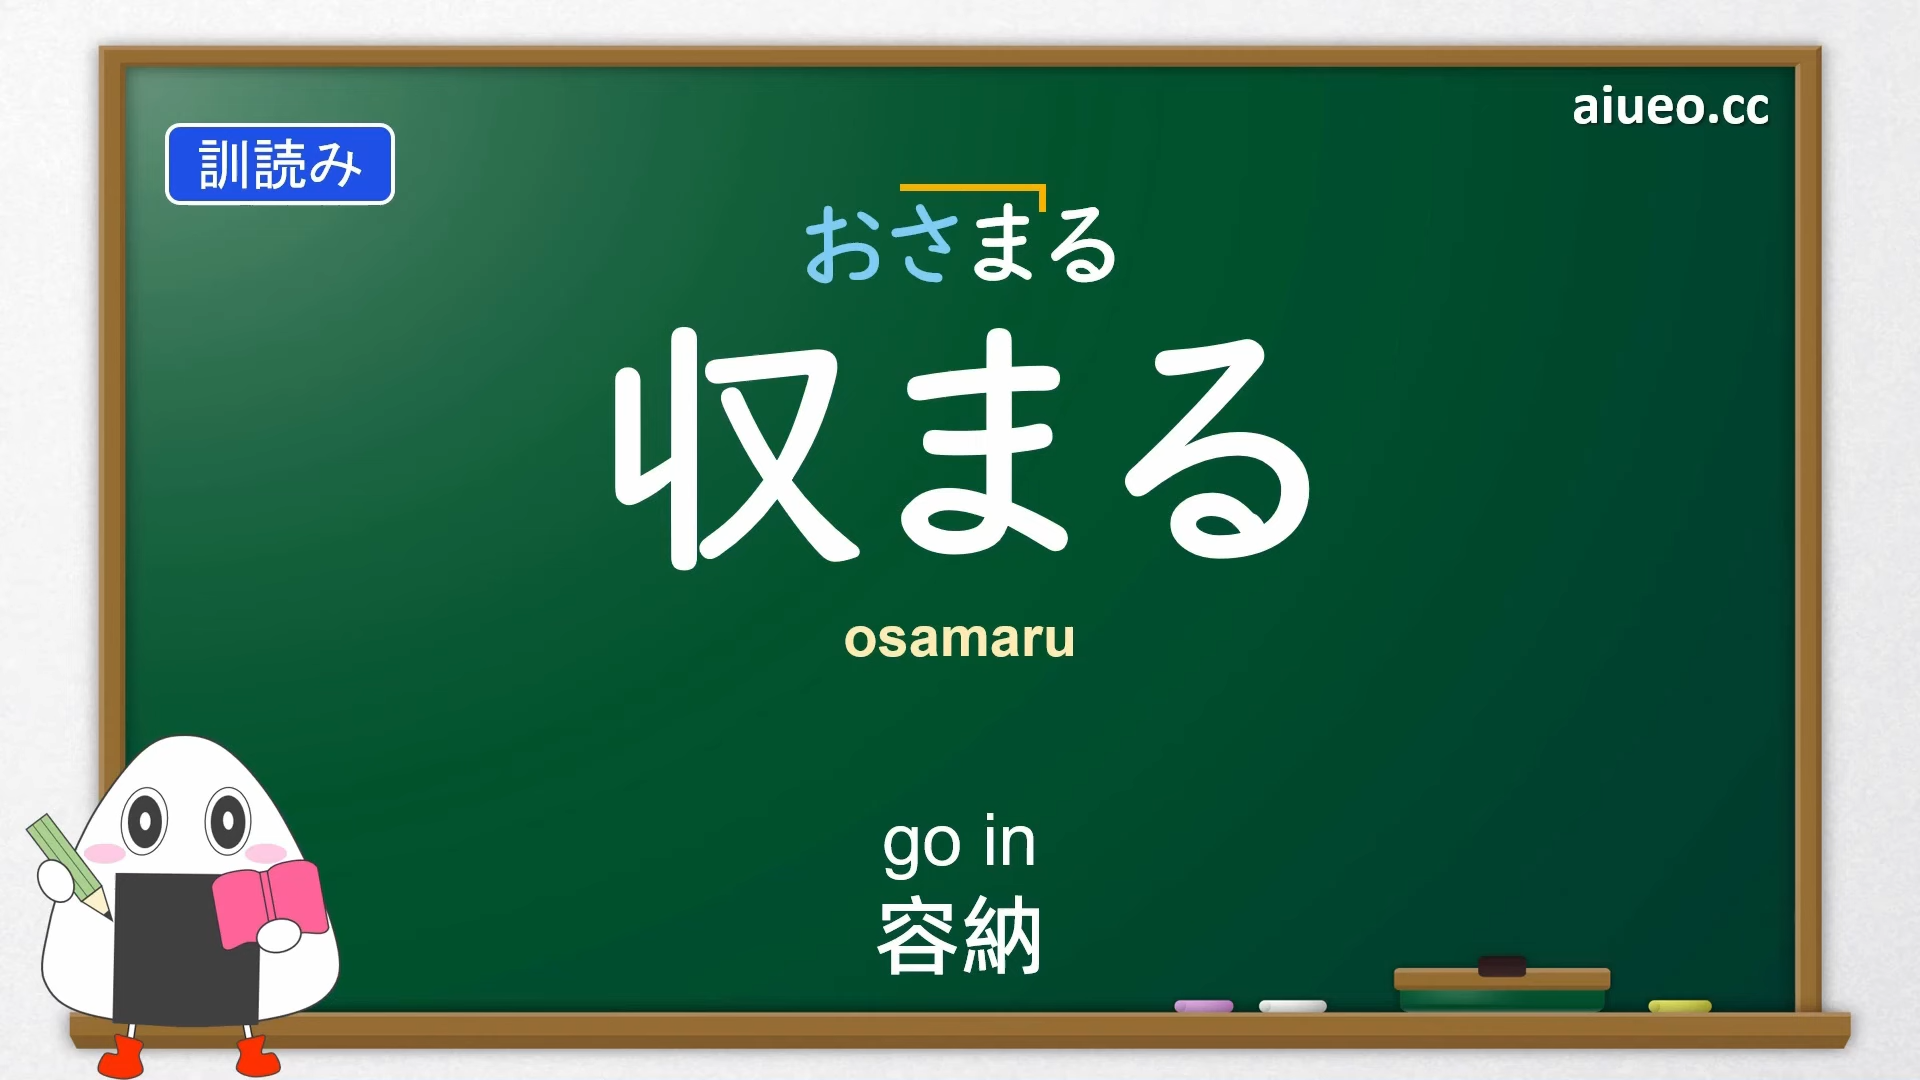 aiueo.cc
訓読み
おさまる
収まる
osamaru
go in
容納